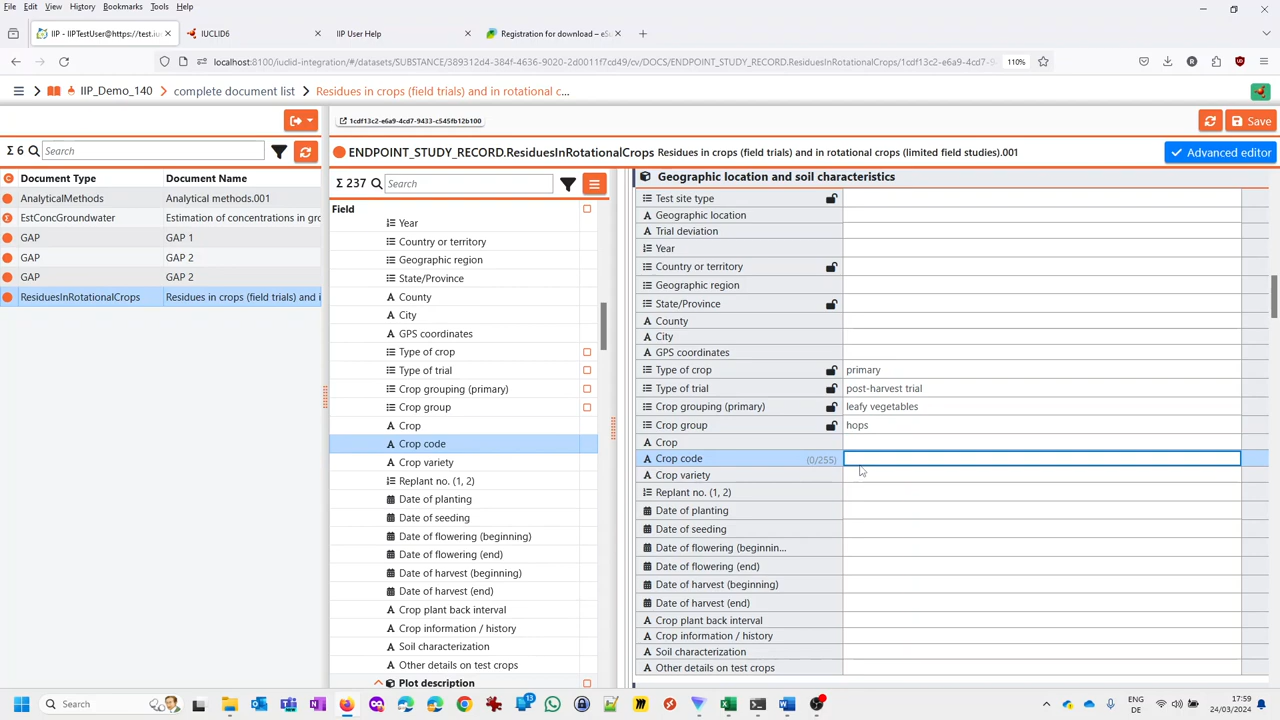 File Edit View History Bookmarks Tools Help
IIP - IIPTestUser@https://test.iu
IUCLID6
IIP User Help
Registration for download – eSu
localhost:8100/iuclid-integration/#/datasets/SUBSTANCE/389312d4-384f-4636-9020-2d0011f7cd49/cv/DOCS/ENDPOINT_STUDY_RECORD.ResiduesInRotationalCrops/1cdf13c2-e6a9-4cd7-9
110%
IIP_Demo_140 complete document list Residues in crops (field trials) and in rotational c...
1cdf13c2-e6a9-4cd7-9433-c545fb12b100
Save
Σ 6 Search
ENDPOINT_STUDY_RECORD.ResiduesInRotationalCrops Residues in crops (field trials) and in rotational crops (limited field studies).001
Advanced editor
Document Type Document Name
AnalyticalMethods Analytical methods.001
EstConcGroundwater Estimation of concentrations in gro
GAP GAP 1
GAP GAP 2
GAP GAP 2
ResiduesInRotationalCrops Residues in crops (field trials) and i
Σ 237 Search
Field
Year
Country or territory
Geographic region
State/Province
County
City
GPS coordinates
Type of crop
Type of trial
Crop grouping (primary)
Crop group
Crop
Crop code
Crop variety
Replant no. (1, 2)
Date of planting
Date of seeding
Date of flowering (beginning)
Date of flowering (end)
Date of harvest (beginning)
Date of harvest (end)
Crop plant back interval
Crop information / history
Soil characterization
Other details on test crops
Plot description
Geographic location and soil characteristics
Test site type
Geographic location
Trial deviation
Year
Country or territory
Geographic region
State/Province
County
City
GPS coordinates
Type of crop primary
Type of trial post-harvest trial
Crop grouping (primary) leafy vegetables
Crop group hops
Crop
Crop code (0/255)
Crop variety
Replant no. (1, 2)
Date of planting
Date of seeding
Date of flowering (beginnin...
Date of flowering (end)
Date of harvest (beginning)
Date of harvest (end)
Crop plant back interval
Crop information / history
Soil characterization
Other details on test crops
Search
13
ENG
DE
17:59
24/03/2024